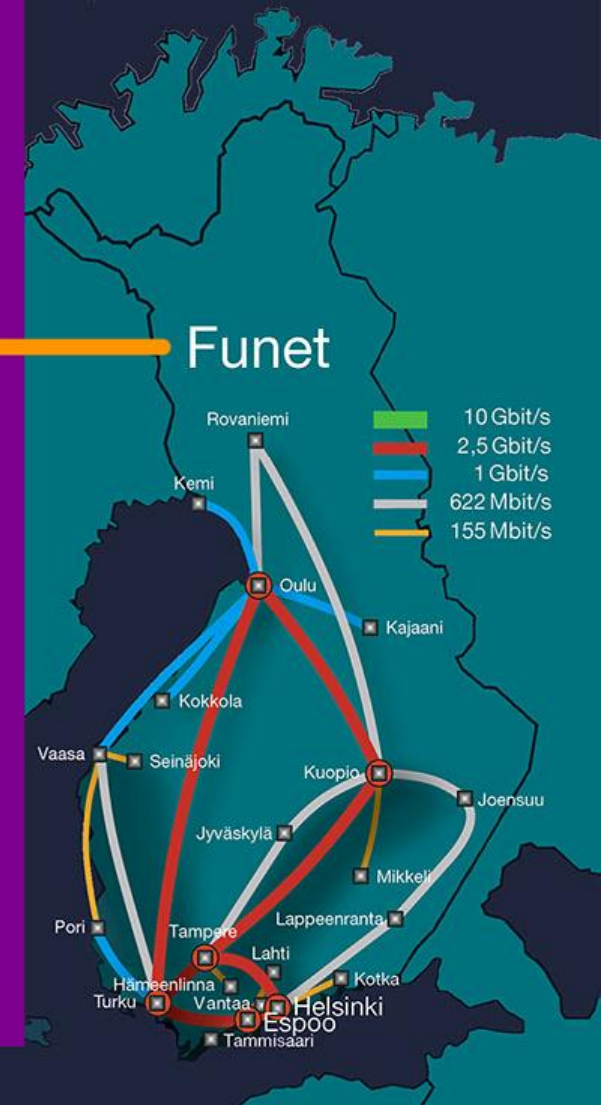 Funet
Rovaniemi
10 Gbit/s
2,5 Gbit/s
1 Gbit/s
622 Mbit/s
155 Mbit/s
Kemi
Oulu
Kajaani
Kokkola
Vaasa
Seinäjoki
Kuopio
Joensuu
Jyväskylä
Mikkeli
Lappeenranta
Pori
Tampere
Lahti
Kotka
Hämeenlinna
Turku
Vantaa
Helsinki
Espoo
Tammisaari